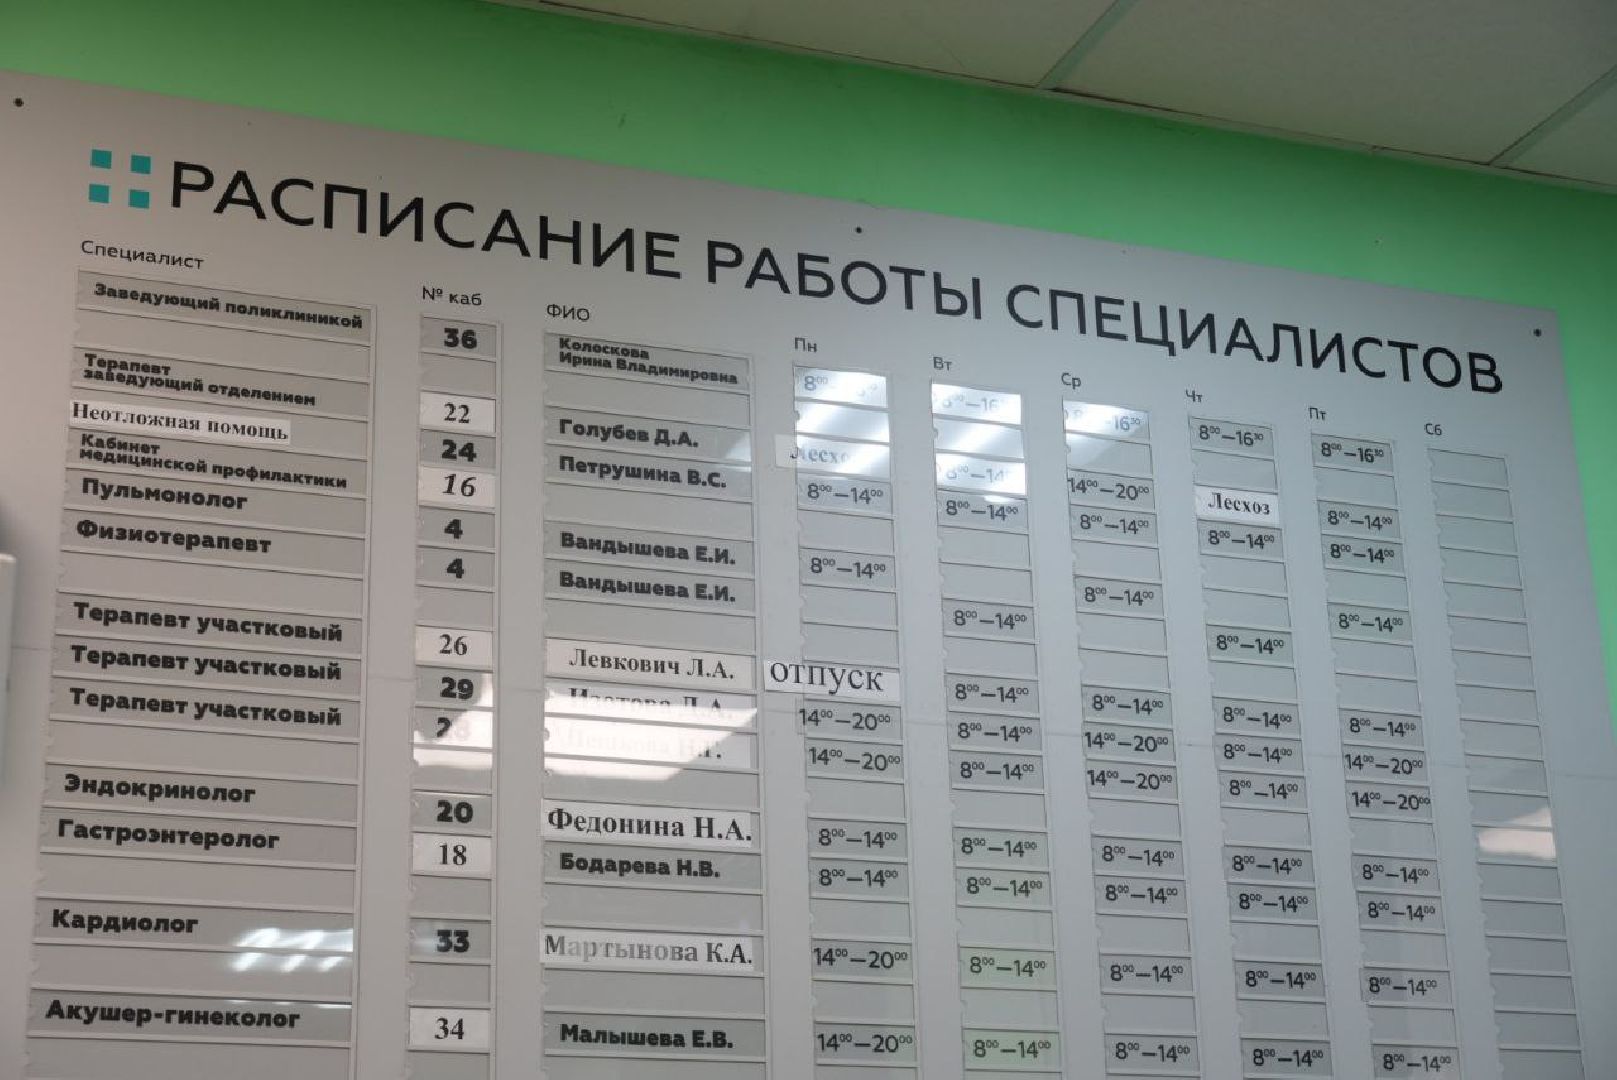 РАСПИСАНИЕ РАБОТЫ СПЕЦИАЛИСТОВ
Специалист № каб ФИО Пн Вт Ср Чт Пт Сб
Заведующий поликлиникой 36 Колоскова
Ирина Владимировна 8⁰⁰ 8⁰⁰—16³⁰ 8⁰⁰—16³⁰
Терапевт
заведующий отделением 22 Голубев Д.А. Лесхоз 14⁰⁰—20⁰⁰ Лесхоз 8⁰⁰—14⁰⁰
Неотложная помощь 24 Петрушина В.С. 8⁰⁰—14⁰⁰ 8⁰⁰—14⁰⁰ 8⁰⁰—14⁰⁰ 8⁰⁰—14⁰⁰ 8⁰⁰—14⁰⁰
Кабинет
медицинской профилактики 16
Пульмонолог 4 Вандышева Е.И. 8⁰⁰—14⁰⁰ 8⁰⁰—14⁰⁰ 8⁰⁰—14⁰⁰
Физиотерапевт 4 Вандышева Е.И. 8⁰⁰—14⁰⁰ 8⁰⁰—14⁰⁰
Терапевт участковый 26 Левкович Л.А. ОТПУСК 8⁰⁰—14⁰⁰ 8⁰⁰—14⁰⁰ 8⁰⁰—14⁰⁰ 8⁰⁰—14⁰⁰
Терапевт участковый 29 Л.А. 14⁰⁰—20⁰⁰ 8⁰⁰—14⁰⁰ 14⁰⁰—20⁰⁰ 8⁰⁰—14⁰⁰ 14⁰⁰—20⁰⁰
Терапевт участковый 14⁰⁰—20⁰⁰ 8⁰⁰—14⁰⁰ 14⁰⁰—20⁰⁰ 8⁰⁰—14⁰⁰ 14⁰⁰—20⁰⁰
Эндокринолог 20 Федонина Н.А. 8⁰⁰—14⁰⁰ 8⁰⁰—14⁰⁰ 8⁰⁰—14⁰⁰ 8⁰⁰—14⁰⁰ 8⁰⁰—14⁰⁰
Гастроэнтеролог 18 Бодарева Н.В. 8⁰⁰—14⁰⁰ 8⁰⁰—14⁰⁰ 8⁰⁰—14⁰⁰ 8⁰⁰—14⁰⁰ 8⁰⁰—14⁰⁰
Кардиолог 33 Мартынова К.А. 14⁰⁰—20⁰⁰ 8⁰⁰—14⁰⁰ 8⁰⁰—14⁰⁰ 8⁰⁰—14⁰⁰ 8⁰⁰—14⁰⁰
Акушер-гинеколог 34 Малышева Е.В. 14⁰⁰—20⁰⁰ 8⁰⁰—14⁰⁰ 8⁰⁰—14⁰⁰ 8⁰⁰—14⁰⁰ 8⁰⁰—14⁰⁰